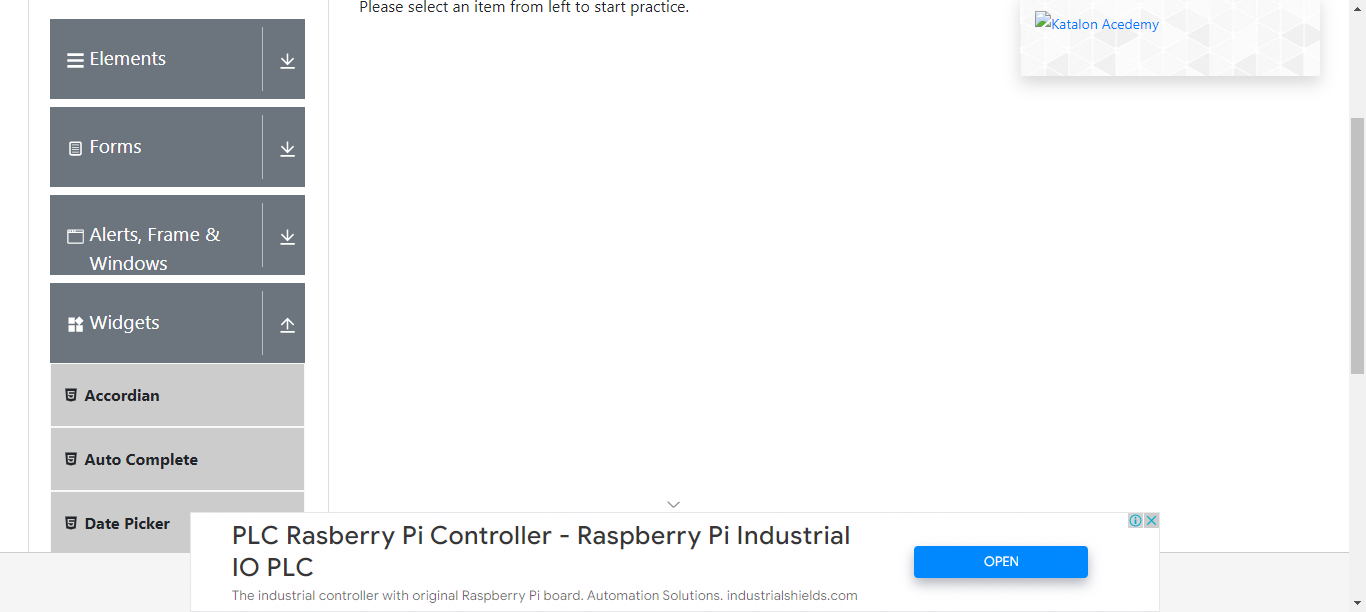 Please select an item from left to start practice.
Katalon Acedemy
Elements
Forms
Alerts, Frame &
Windows
Widgets
Accordian
Auto Complete
Date Picker
PLC Rasberry Pi Controller - Raspberry Pi Industrial
IO PLC
OPEN
The industrial controller with original Raspberry Pi board. Automation Solutions. industrialshields.com